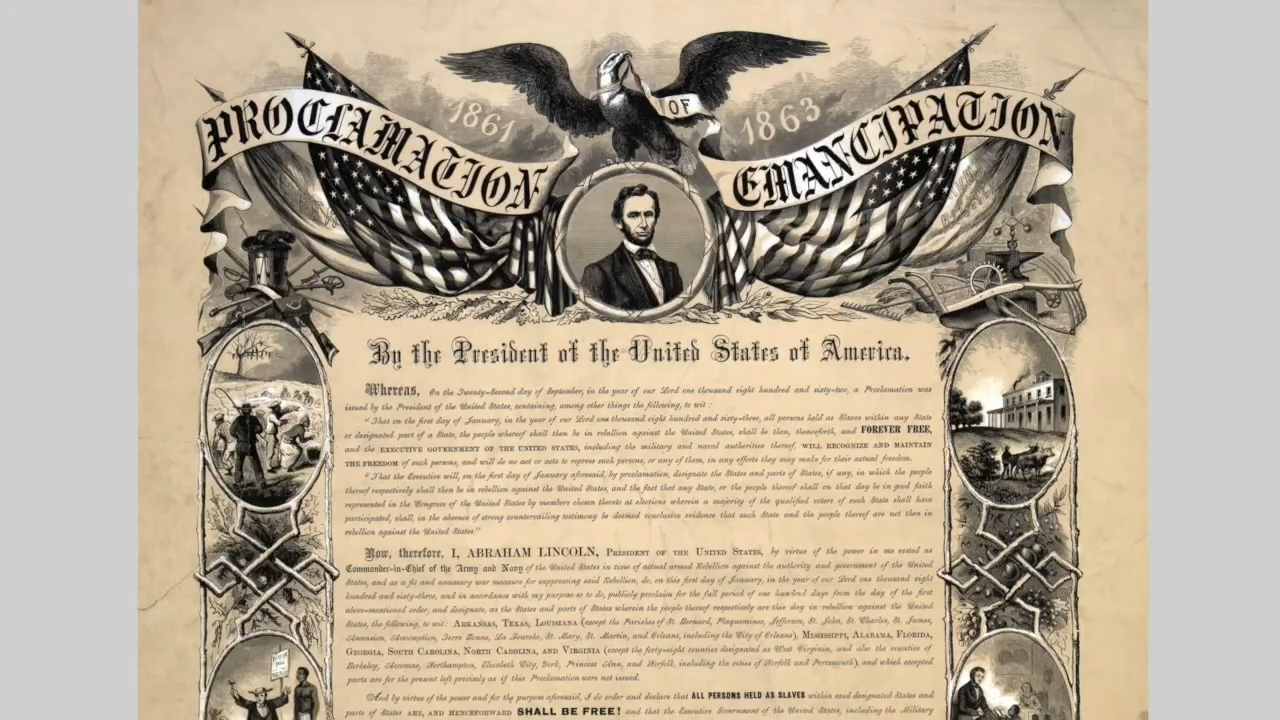 PROCLAMATION
1861
OF
1863
EMANCIPATION
By the President of the United States of America.
Whereas, On the Twenty-Second day of September, in the year of our Lord one thousand eight hundred and sixty-two, a Proclamation was
issued by the President of the United States, containing, among other things the following, to wit :
"That on the first day of January, in the year of our Lord one thousand eight hundred and sixty-three, all persons held as Slaves within any State
or designated part of a State, the people whereof shall then be in rebellion against the United States, shall be then, thenceforth, and FOREVER FREE,
and the EXECUTIVE GOVERNMENT OF THE UNITED STATES, including the military and naval authorities thereof, WILL RECOGNIZE AND MAINTAIN
THE FREEDOM of such persons, and will do no act or acts to repress such persons, or any of them, in any efforts they may make for their actual freedom.
"That the Executive will, on the first day of January aforesaid, by proclamation, designate the States and parts of States, if any, in which the people
thereof respectively shall then be in rebellion against the United States, and the fact that any State, or the people thereof shall on that day be in good faith
represented in the Congress of the United States by members chosen thereto at elections wherein a majority of the qualified voters of such State shall have
participated, shall, in the absence of strong countervailing testimony be deemed conclusive evidence that such State and the people thereof are not then in
rebellion against the United States."
Now, therefore, I, ABRAHAM LINCOLN, PRESIDENT OF THE UNITED STATES, by virtue of the power in me vested as
Commander-in-Chief of the Army and Navy of the United States in time of actual armed Rebellion against the authority and government of the United
States, and as a fit and necessary war measure for suppressing said Rebellion, do, on this first day of January, in the year of our Lord one thousand eight
hundred and sixty-three, and in accordance with my purpose so to do, publicly proclaim for the full period of one hundred days from the day of the first
above-mentioned order, and designate, as the States and parts of States wherein the people thereof respectively are this day in rebellion against the United
States, the following, to wit: ARKANSAS, TEXAS, LOUISIANA (except the Parishes of St. Bernard, Plaquemines, Jefferson, St. John, St. Charles, St. James,
Ascension, Assumption, Terre Bonne, La Fourche, St. Mary, St. Martin, and Orleans, including the City of Orleans), MISSISSIPPI, ALABAMA, FLORIDA,
GEORGIA, SOUTH CAROLINA, NORTH CAROLINA, AND VIRGINIA (except the forty-eight counties designated as West Virginia, and also the counties of
Berkeley, Accomac, Northampton, Elizabeth City, York, Princess Ann, and Norfolk, including the cities of Norfolk and Portsmouth), and which excepted
parts are for the present left precisely as if this Proclamation were not issued.
And by virtue of the power and for the purpose aforesaid, I do order and declare that ALL PERSONS HELD AS SLAVES within said designated States and
parts of States ARE, AND HENCEFORWARD SHALL BE FREE! and that the Executive Government of the United States, including the Military